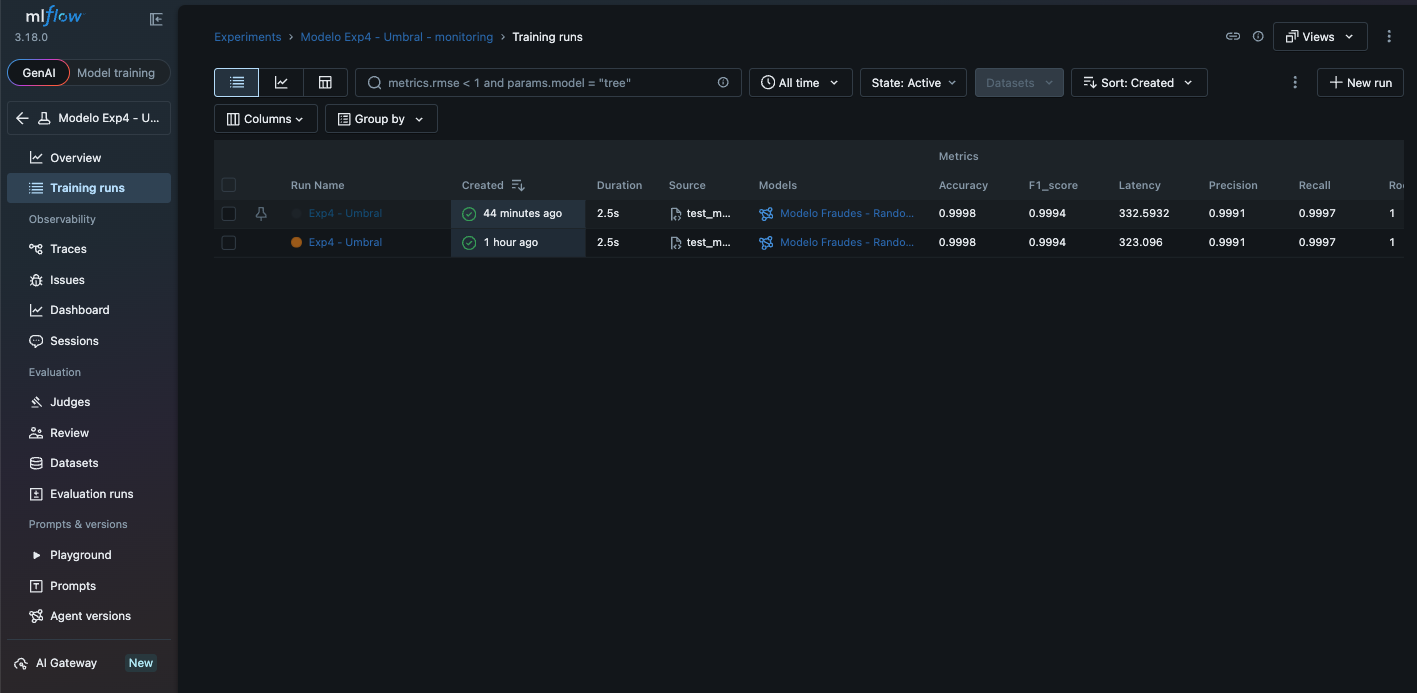 mlflow
3.18.0
GenAI Model training
Modelo Exp4 - U...
Overview
Training runs
Observability
Traces
Issues
Dashboard
Sessions
Evaluation
Judges
Review
Datasets
Evaluation runs
Prompts & versions
Playground
Prompts
Agent versions
AI Gateway New
Experiments › Modelo Exp4 - Umbral - monitoring › Training runs
Views
metrics.rmse < 1 and params.model = "tree"
All time
State: Active
Datasets
Sort: Created
New run
Columns
Group by
Metrics
Run Name Created Duration Source Models Accuracy F1_score Latency Precision Recall Ro
Exp4 - Umbral 44 minutes ago 2.5s test_m... Modelo Fraudes - Rando... 0.9998 0.9994 332.5932 0.9991 0.9997 1
Exp4 - Umbral 1 hour ago 2.5s test_m... Modelo Fraudes - Rando... 0.9998 0.9994 323.096 0.9991 0.9997 1